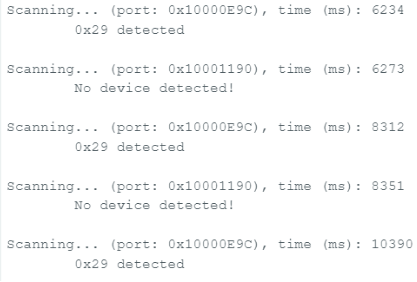 Scanning... (port: 0x10000E9C), time (ms): 6234
0x29 detected
Scanning... (port: 0x10001190), time (ms): 6273
No device detected!
Scanning... (port: 0x10000E9C), time (ms): 8312
0x29 detected
Scanning... (port: 0x10001190), time (ms): 8351
No device detected!
Scanning... (port: 0x10000E9C), time (ms): 10390
0x29 detected